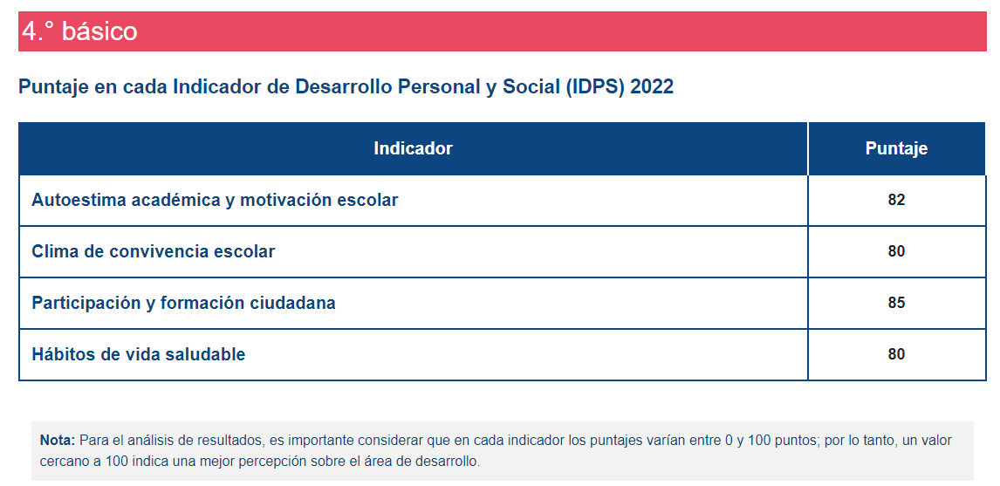 4.° básico
Puntaje en cada Indicador de Desarrollo Personal y Social (IDPS) 2022
Indicador Puntaje
Autoestima académica y motivación escolar 82
Clima de convivencia escolar 80
Participación y formación ciudadana 85
Hábitos de vida saludable 80
Nota: Para el análisis de resultados, es importante considerar que en cada indicador los puntajes varían entre 0 y 100 puntos; por lo tanto, un valor
cercano a 100 indica una mejor percepción sobre el área de desarrollo.